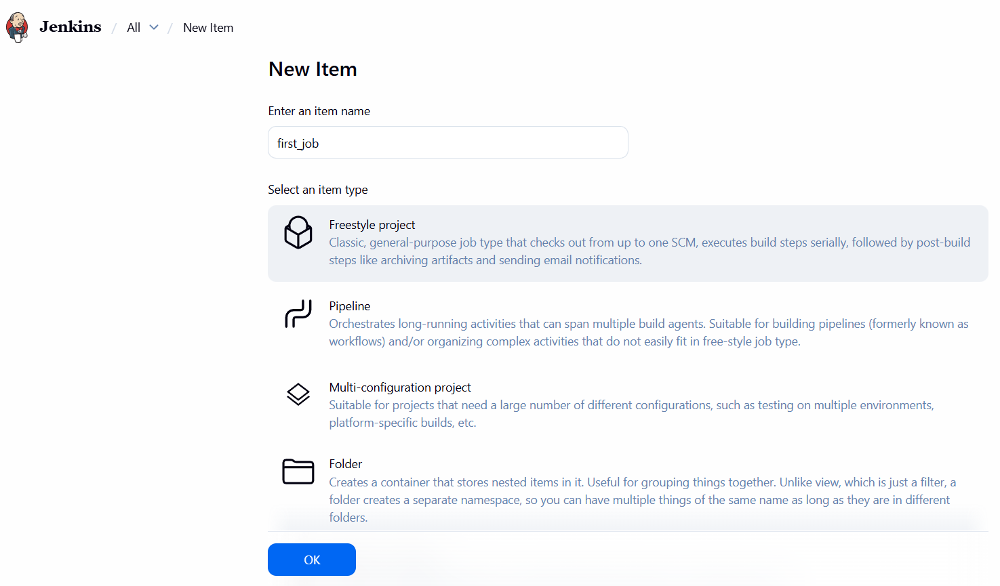 Jenkins / All / New Item
New Item
Enter an item name
first_job
Select an item type
Freestyle project
Classic, general-purpose job type that checks out from up to one SCM, executes build steps serially, followed by post-build
steps like archiving artifacts and sending email notifications.
Pipeline
Orchestrates long-running activities that can span multiple build agents. Suitable for building pipelines (formerly known as
workflows) and/or organizing complex activities that do not easily fit in free-style job type.
Multi-configuration project
Suitable for projects that need a large number of different configurations, such as testing on multiple environments,
platform-specific builds, etc.
Folder
Creates a container that stores nested items in it. Useful for grouping things together. Unlike view, which is just a filter, a
folder creates a separate namespace, so you can have multiple things of the same name as long as they are in different
folders.
OK